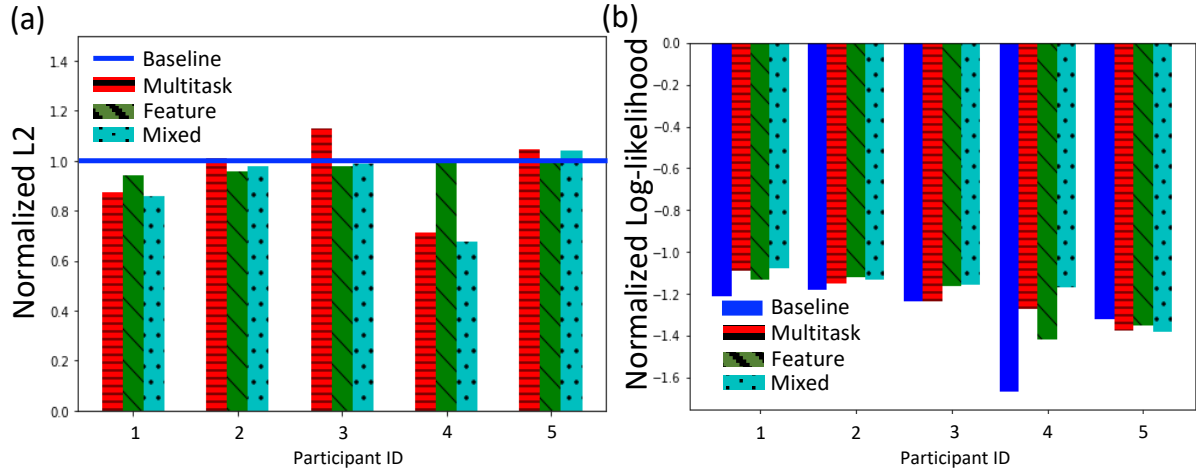 (a)
Normalized L2
1.4
1.2
1.0
0.8
0.6
0.4
0.2
0.0
Baseline
Multitask
Feature
Mixed
1 2 3 4 5
Participant ID
(b)
Normalized Log-likelihood
0.0
−0.2
−0.4
−0.6
−0.8
−1.0
−1.2
−1.4
−1.6
Baseline
Multitask
Feature
Mixed
1 2 3 4 5
Participant ID